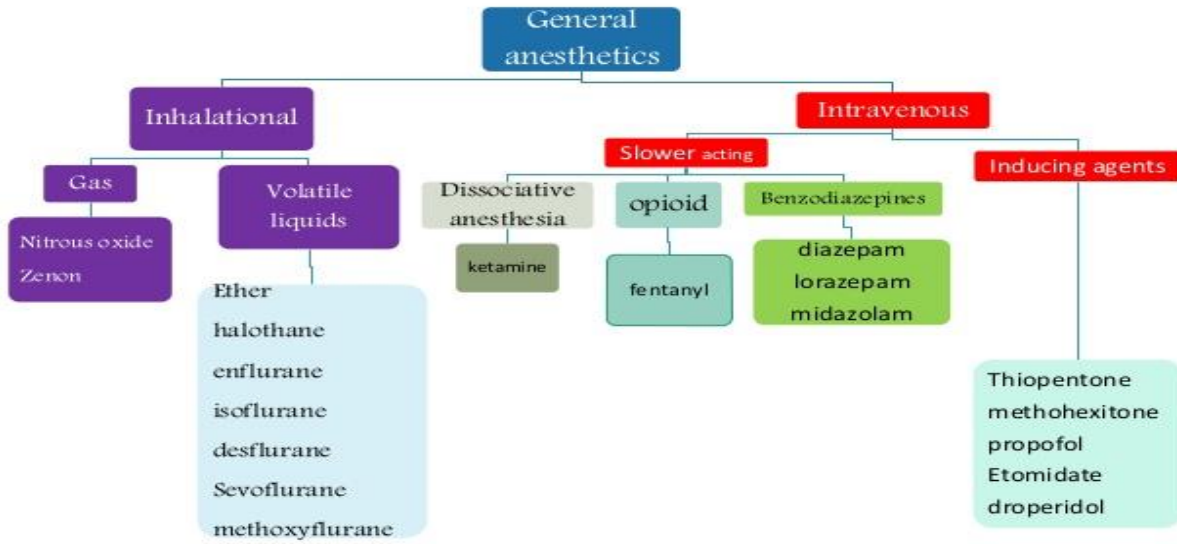 General
anesthetics
Inhalational
Intravenous
Gas
Volatile
liquids
Slower acting
Inducing agents
Dissociative
anesthesia
opioid
Benzodiazepines
Nitrous oxide
Zenon
ketamine
fentanyl
diazepam
lorazepam
midazolam
Ether
halothane
enflurane
isoflurane
desflurane
Sevoflurane
methoxyflurane
Thiopentone
methohexitone
propofol
Etomidate
droperidol